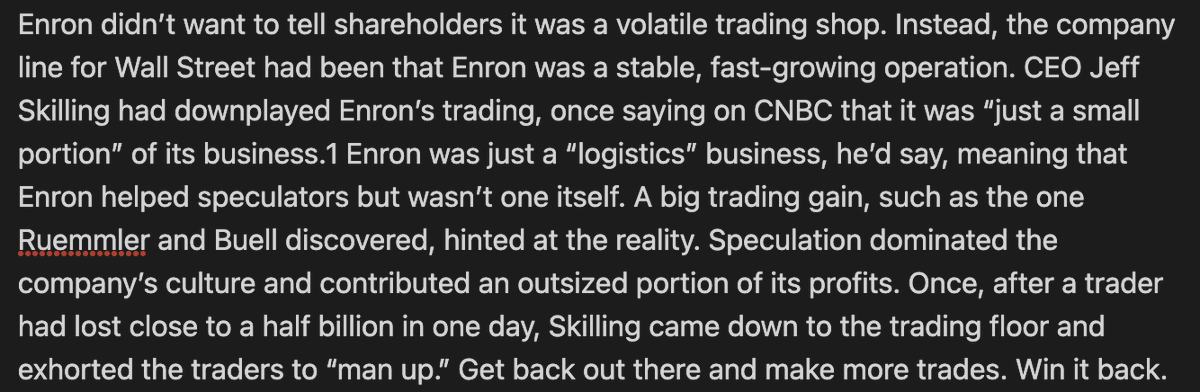 Enron didn’t want to tell shareholders it was a volatile trading shop. Instead, the company
line for Wall Street had been that Enron was a stable, fast-growing operation. CEO Jeff
Skilling had downplayed Enron’s trading, once saying on CNBC that it was “just a small
portion” of its business.1 Enron was just a “logistics” business, he’d say, meaning that
Enron helped speculators but wasn’t one itself. A big trading gain, such as the one
Ruemmler and Buell discovered, hinted at the reality. Speculation dominated the
company’s culture and contributed an outsized portion of its profits. Once, after a trader
had lost close to a half billion in one day, Skilling came down to the trading floor and
exhorted the traders to “man up.” Get back out there and make more trades. Win it back.